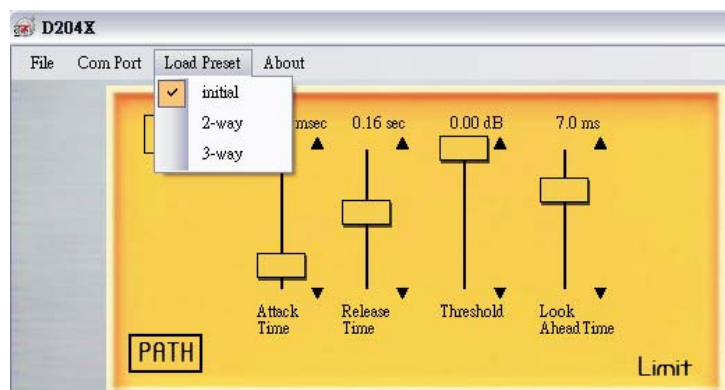 D204X
File Com Port Load Preset About
initial
2-way
3-way
msec 0.16 sec 0.00 dB 7.0 ms
Attack Time
Release Time
Threshold
Look Ahead Time
PATH
Limit